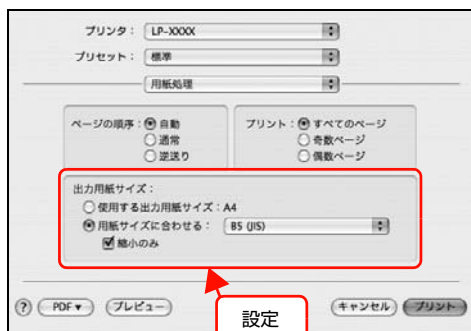 プリンタ： LP-XXXX
プリセット： 標準
用紙処理
ページの順序： 自動
通常
逆送り
プリント： すべてのページ
奇数ページ
偶数ページ
出力用紙サイズ：
使用する出力用紙サイズ：A4
用紙サイズに合わせる： B5 (JIS)
縮小のみ
? PDF▼ プレビュー キャンセル プリント
設定